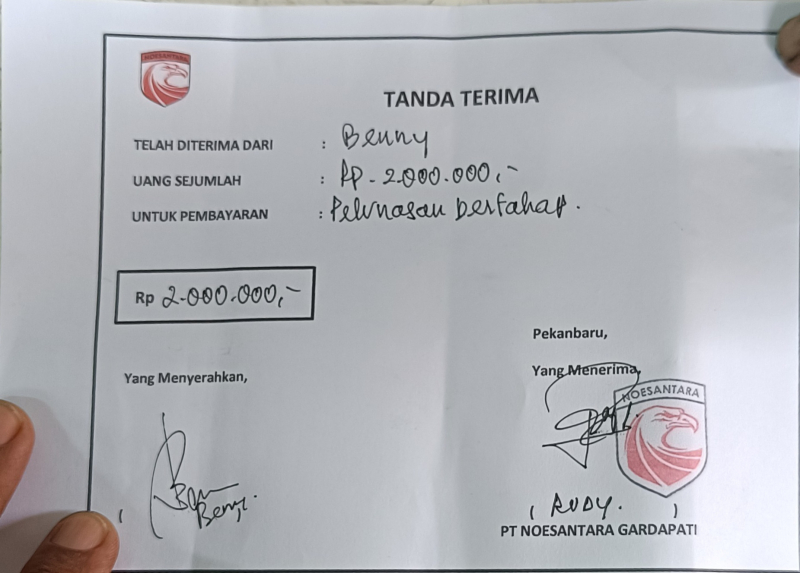 NOESANTARA
TANDA TERIMA
TELAH DITERIMA DARI : Benny
UANG SEJUMLAH : Rp. 2.000.000,-
UNTUK PEMBAYARAN : Pelunasan bertahap.
Rp 2.000.000,-
Pekanbaru,
Yang Menyerahkan,
Yang Menerima,
NOESANTARA
Benny.
( RUDY. )
PT NOESANTARA GARDAPATI